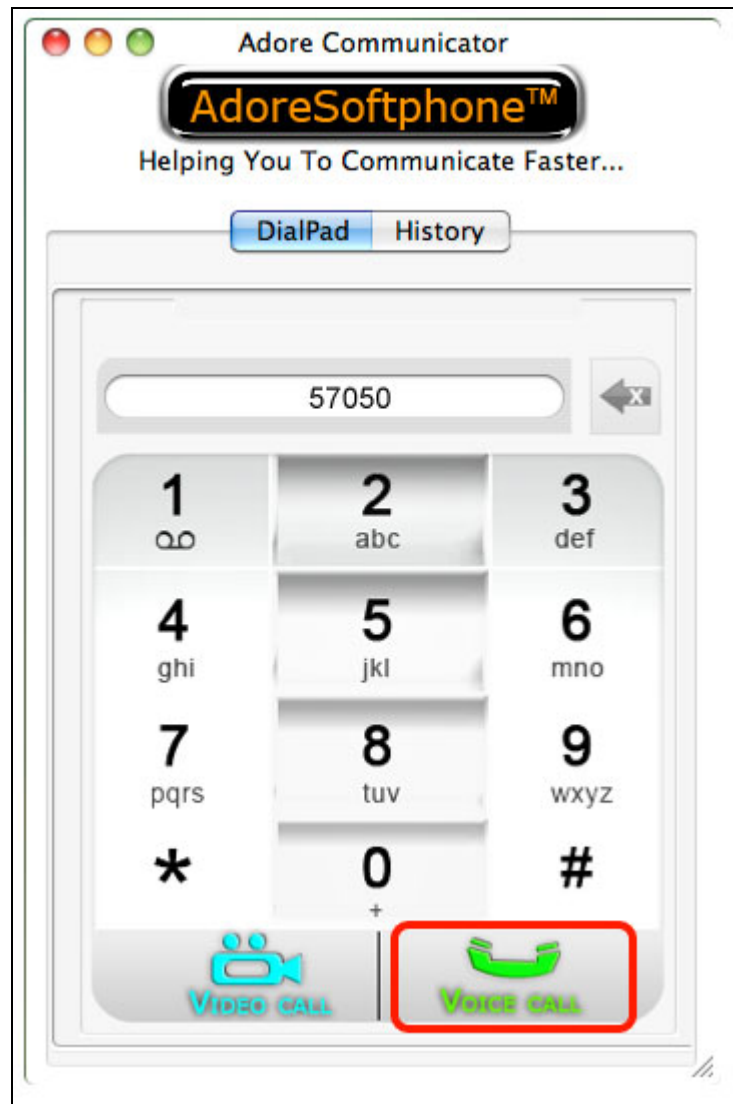 Adore Communicator
AdoreSoftphone™
Helping You To Communicate Faster...
DialPad History
57050
x
1 2 3
abc def
4 5 6
ghi jkl mno
7 8 9
pqrs tuv wxyz
* 0 #
+
VIDEO CALL VOICE CALL